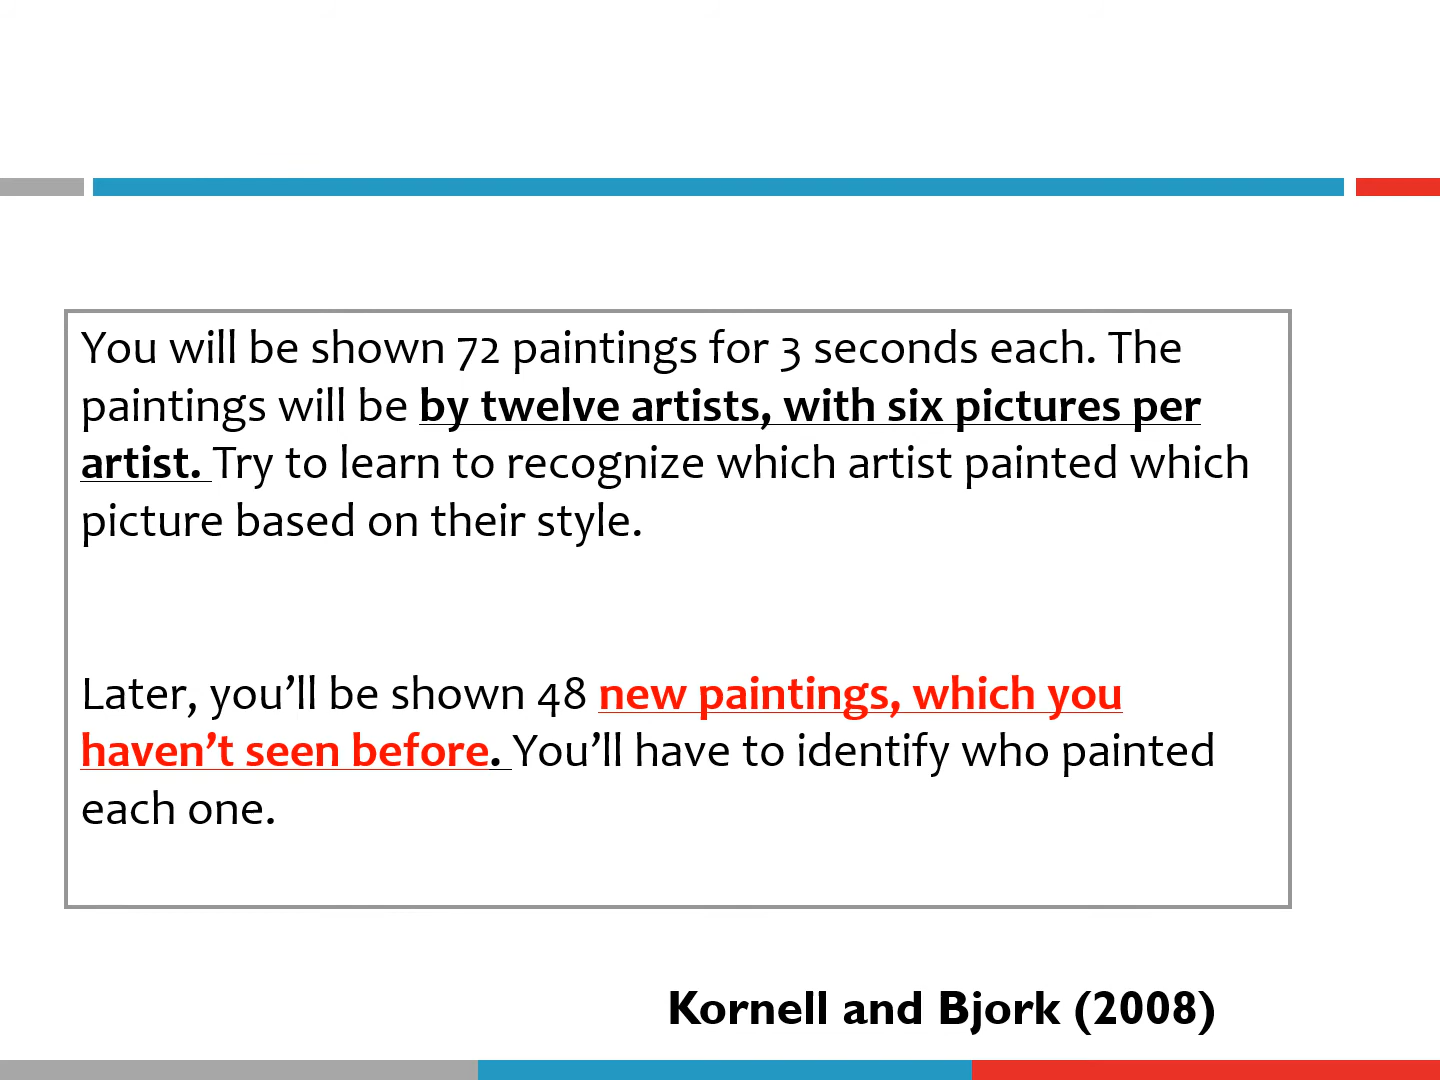 You will be shown 72 paintings for 3 seconds each. The
paintings will be by twelve artists, with six pictures per
artist. Try to learn to recognize which artist painted which
picture based on their style.
Later, you’ll be shown 48 new paintings, which you
haven’t seen before. You’ll have to identify who painted
each one.
Kornell and Bjork (2008)